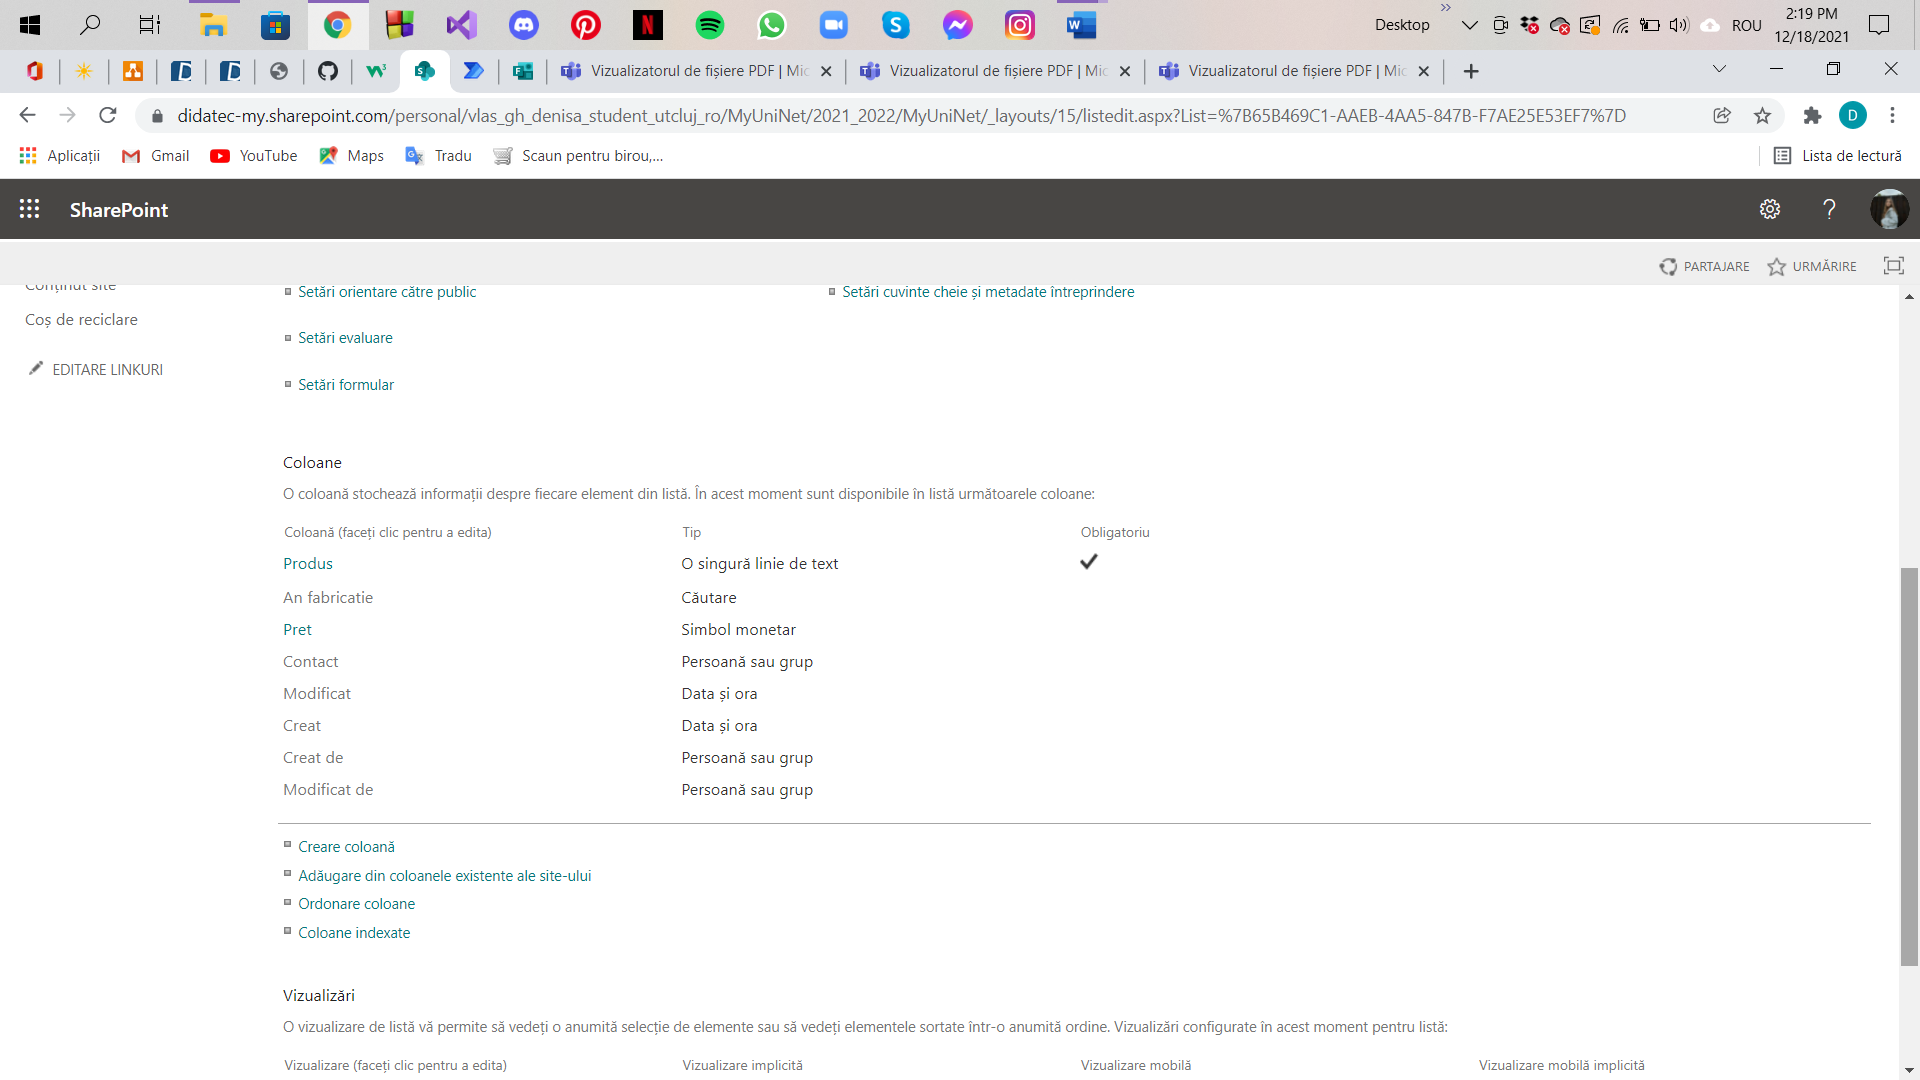 Desktop
ROU
2:19 PM
12/18/2021
Vizualizatorul de fișiere PDF | Mic
Vizualizatorul de fișiere PDF | Mic
Vizualizatorul de fișiere PDF | Mic
didatec-my.sharepoint.com/personal/vlas_gh_denisa_student_utcluj_ro/MyUniNet/2021_2022/MyUniNet/_layouts/15/listedit.aspx?List=%7B65B469C1-AAEB-4AA5-847B-F7AE25E53EF7%7D
D
Aplicații
Gmail
YouTube
Maps
Tradu
Scaun pentru birou,...
Lista de lectură
SharePoint
PARTAJARE
URMĂRIRE
Conținut site
Coș de reciclare
EDITARE LINKURI
Setări orientare către public
Setări cuvinte cheie și metadate întreprindere
Setări evaluare
Setări formular
Coloane
O coloană stochează informații despre fiecare element din listă. În acest moment sunt disponibile în listă următoarele coloane:
Coloană (faceți clic pentru a edita) Tip Obligatoriu
Produs O singură linie de text
An fabricatie Căutare
Pret Simbol monetar
Contact Persoană sau grup
Modificat Data și ora
Creat Data și ora
Creat de Persoană sau grup
Modificat de Persoană sau grup
Creare coloană
Adăugare din coloanele existente ale site-ului
Ordonare coloane
Coloane indexate
Vizualizări
O vizualizare de listă vă permite să vedeți o anumită selecție de elemente sau să vedeți elementele sortate într-o anumită ordine. Vizualizări configurate în acest moment pentru listă:
Vizualizare (faceți clic pentru a edita) Vizualizare implicită Vizualizare mobilă Vizualizare mobilă implicită